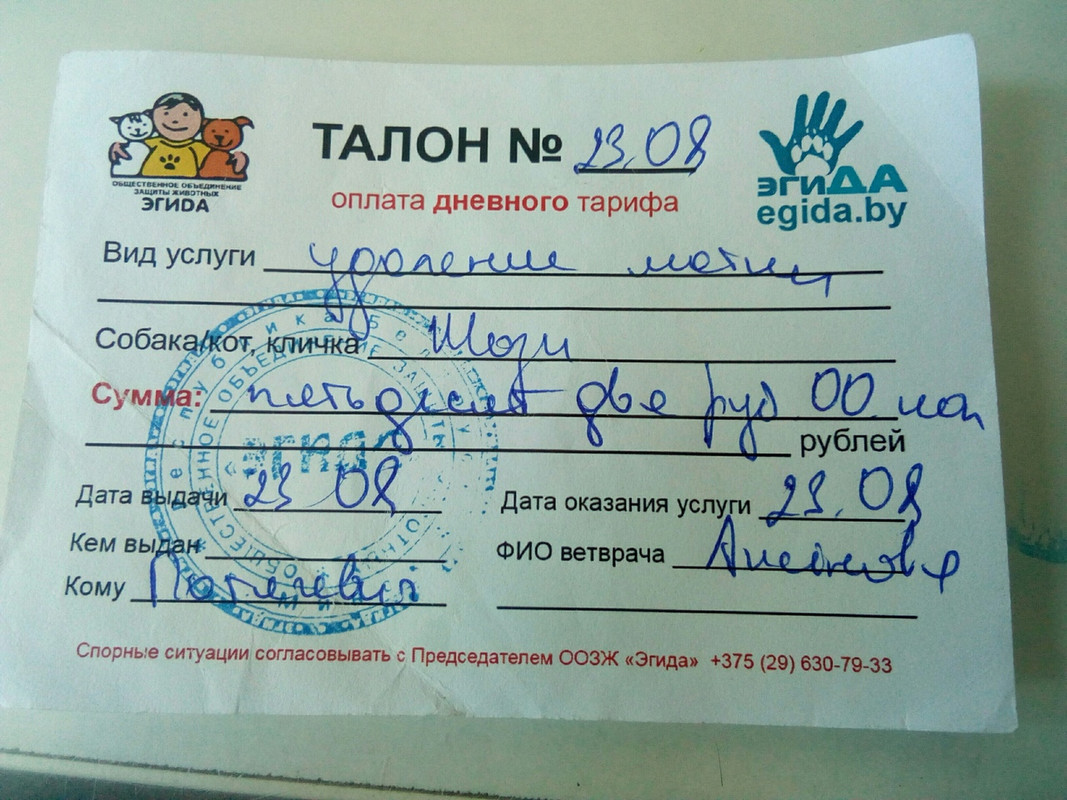 ОБЩЕСТВЕННОЕ ОБЪЕДИНЕНИЕ
ЗАЩИТЫ ЖИВОТНЫХ
ЭГИDА
ТАЛОН № 23.08
оплата дневного тарифа
эгиДА
egida.by
Вид услуги удаление матки
Собака/кот, кличка
Сумма: пятьдесят две руб 00 коп
рублей
Дата выдачи 23 08
Дата оказания услуги 23.08
Кем выдан
ФИО ветврача
Кому
Спорные ситуации согласовывать с Председателем ООЗЖ «Эгида» +375 (29) 630-79-33